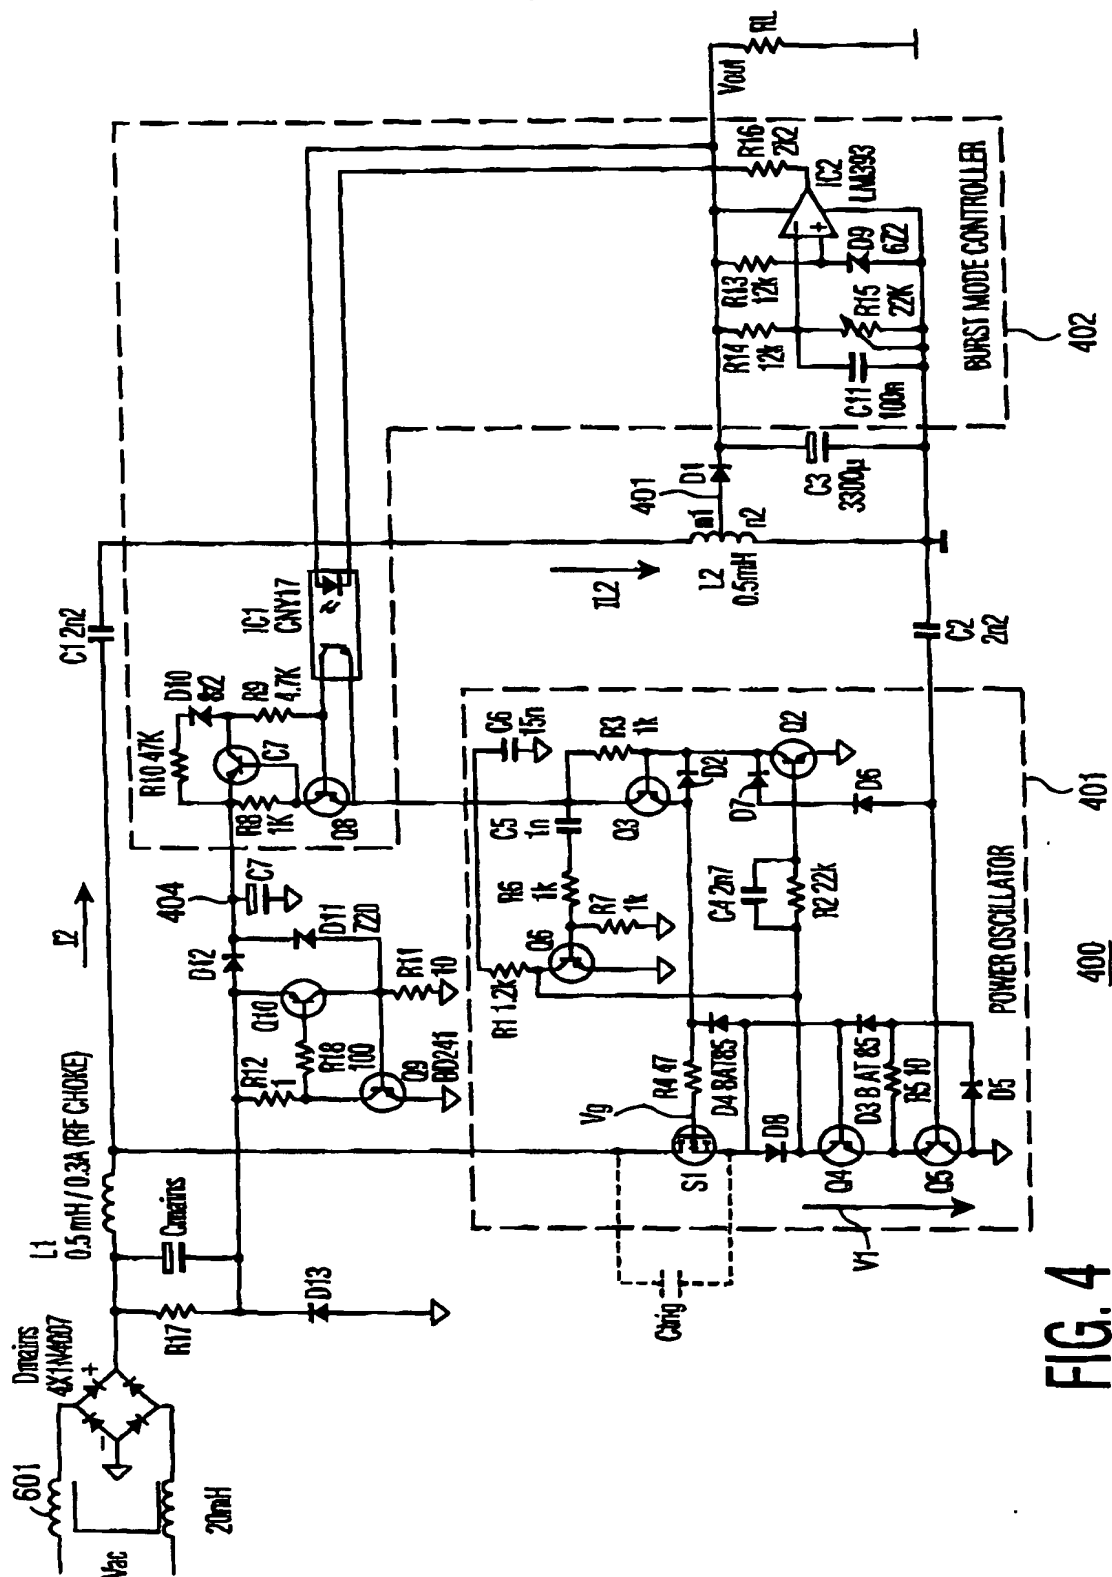 601
Vac
20mH
Dmains
4X1N4007
+
-
R17
D13
L1
0.5mH / 0.3A (RF CHOKE)
Cmains
I2
R12
1
R18
100
Q10
Q9
BD241
D12
D11
Z20
R11
10
404
C7
R10 47K
D10
8z2
C7
R9
4.7K
R8
1K
Q8
C1 2n2
IC1
CNY17
IL2
L2
0.5mH
n1
n2
401
D1
C3
3300µ
C2
2n2
R14
12k
R13
12k
C11
100n
R15
22K
D9
6Z2
-
+
IC2
LM393
R16
2k2
Vout
RL
BURST MODE CONTROLLER
402
Ctrig
S1
Vg
R4 47
D4 BAT85
D8
Q4
D3 BAT 85
R5 10
Q5
D5
V1
R1 1.2k
Q6
R6
1k
R7
1k
C5
1n
C6
15n
R3
1k
Q3
D2
D7
Q2
C4 2n7
R2 22k
D6
POWER OSCILLATOR
401
400
FIG. 4